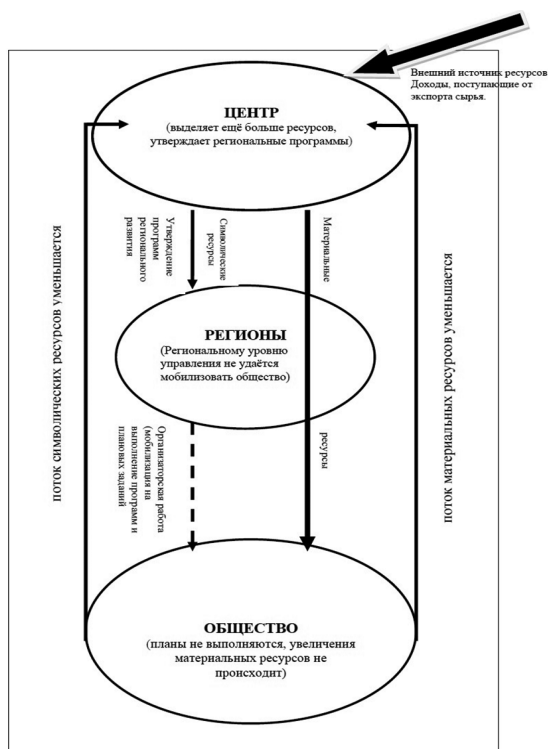 Внешний источник ресурсов
Доходы, поступающие от
экспорта сырья.
ЦЕНТР
(выделяет ещё больше ресурсов,
утверждает региональные программы)
Утверждение
программ
регионального
развития
Символические
ресурсы
Материальные
ресурсы
РЕГИОНЫ
(Региональному уровню
управления не удаётся
мобилизовать общество)
Организаторская работа
(мобилизация на
выполнение программ и
плановых заданий
ОБЩЕСТВО
(планы не выполняются, увеличения
материальных ресурсов не
происходит)
поток символических ресурсов уменьшается
поток материальных ресурсов уменьшается